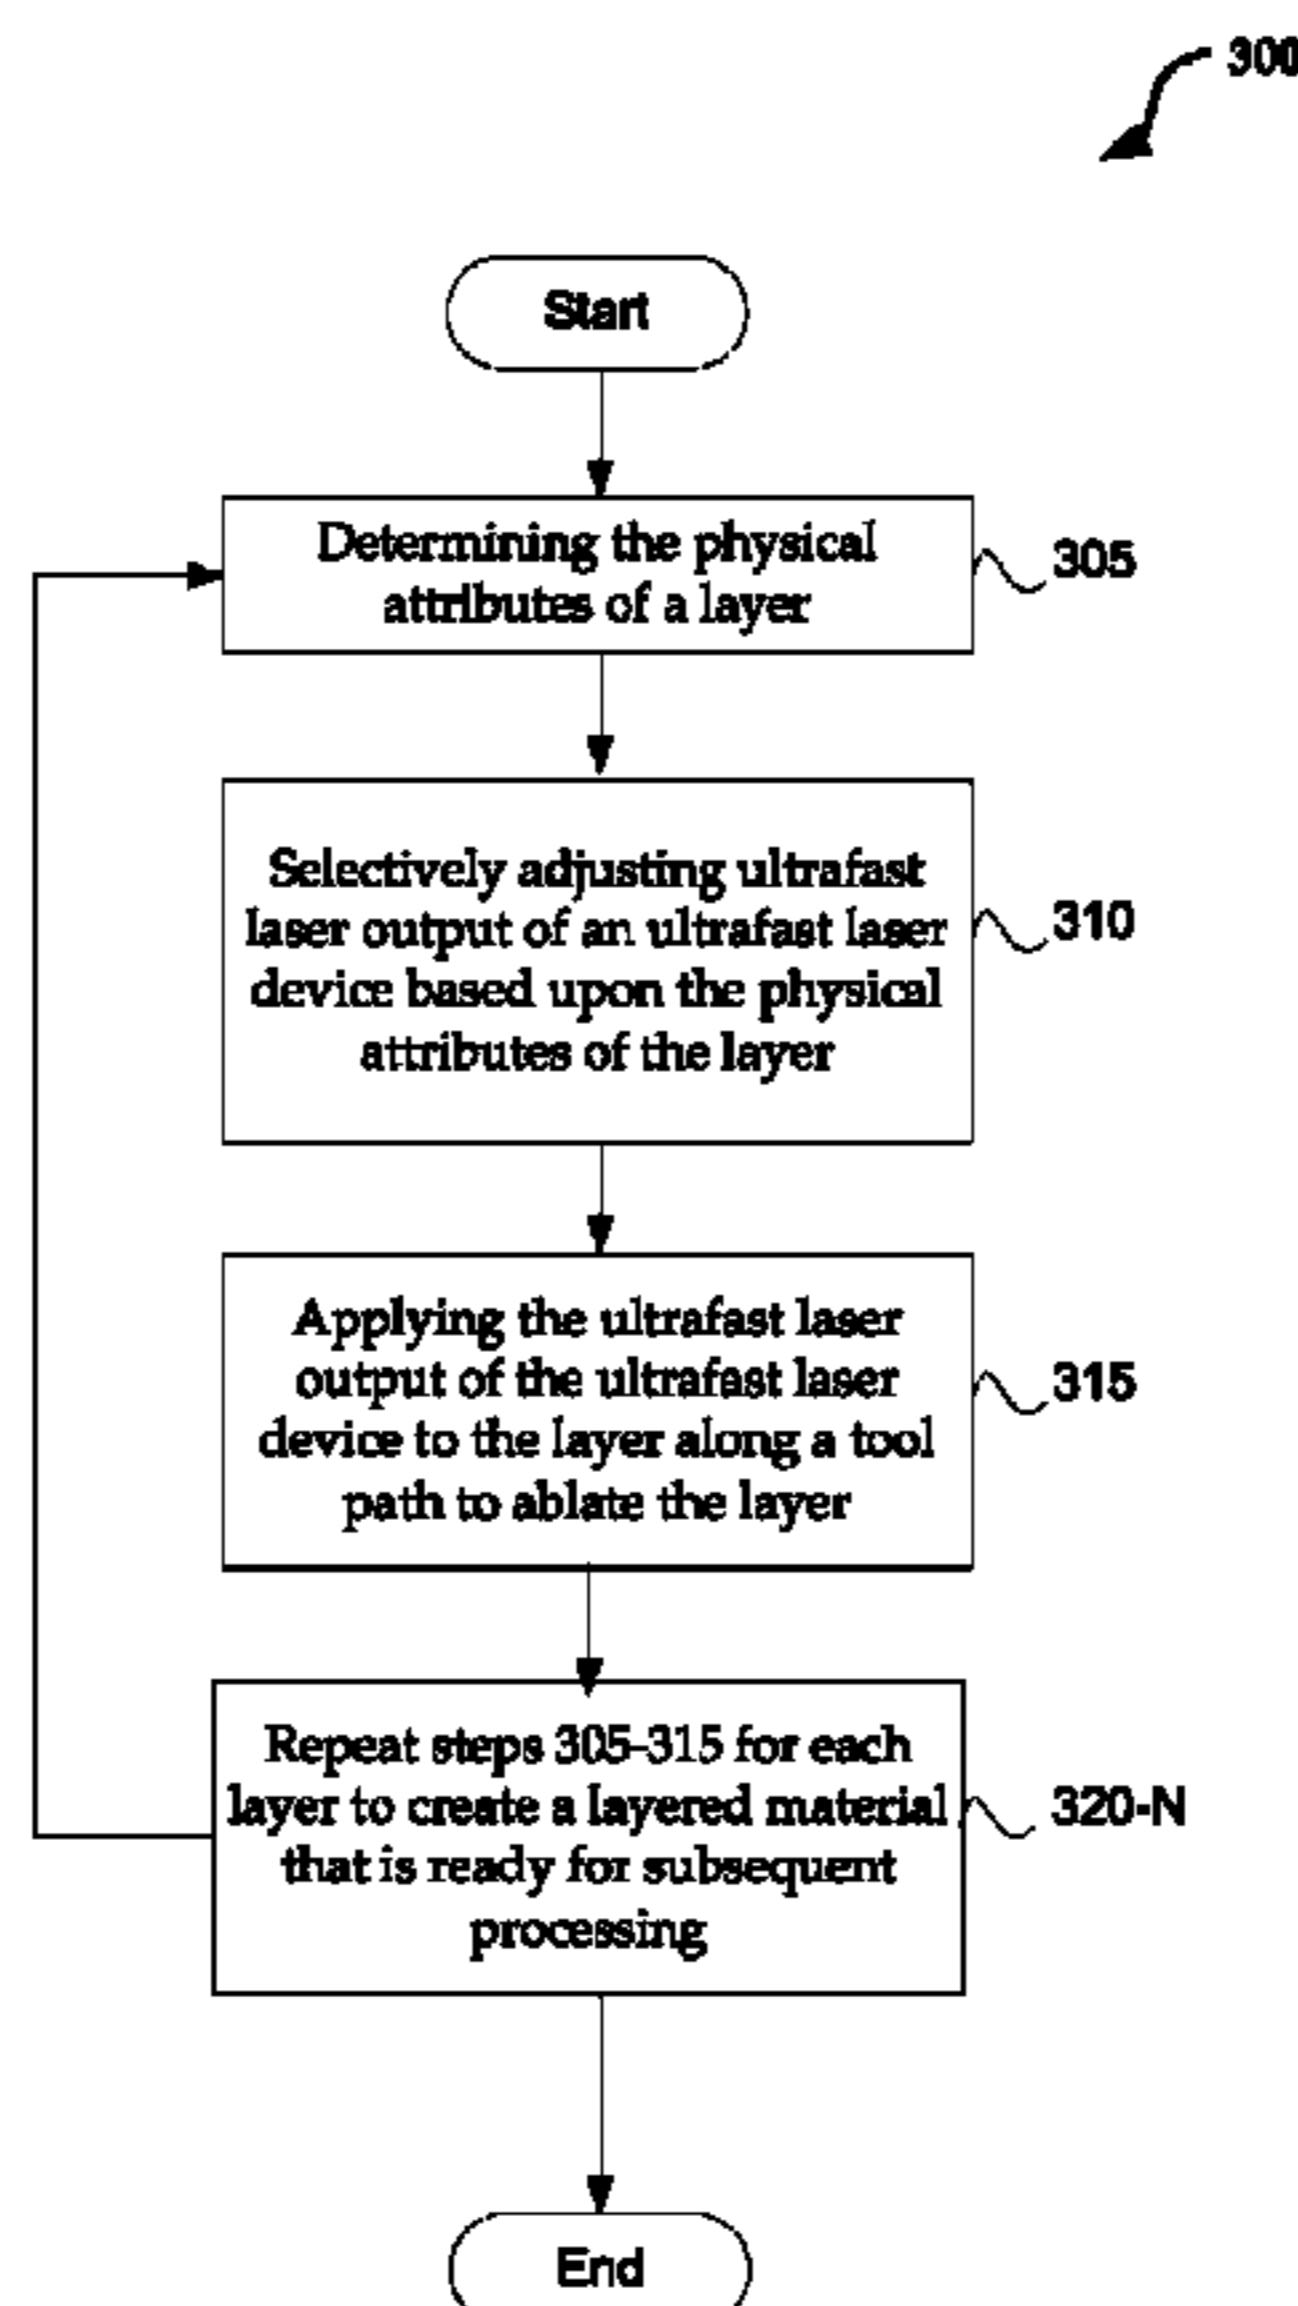 300
Start
Determining the physical
attributes of a layer
305
Selectively adjusting ultrafast
laser output of an ultrafast laser
device based upon the physical
attributes of the layer
310
Applying the ultrafast laser
output of the ultrafast laser
device to the layer along a tool
path to ablate the layer
315
Repeat steps 305-315 for each
layer to create a layered material
that is ready for subsequent
processing
320-N
End